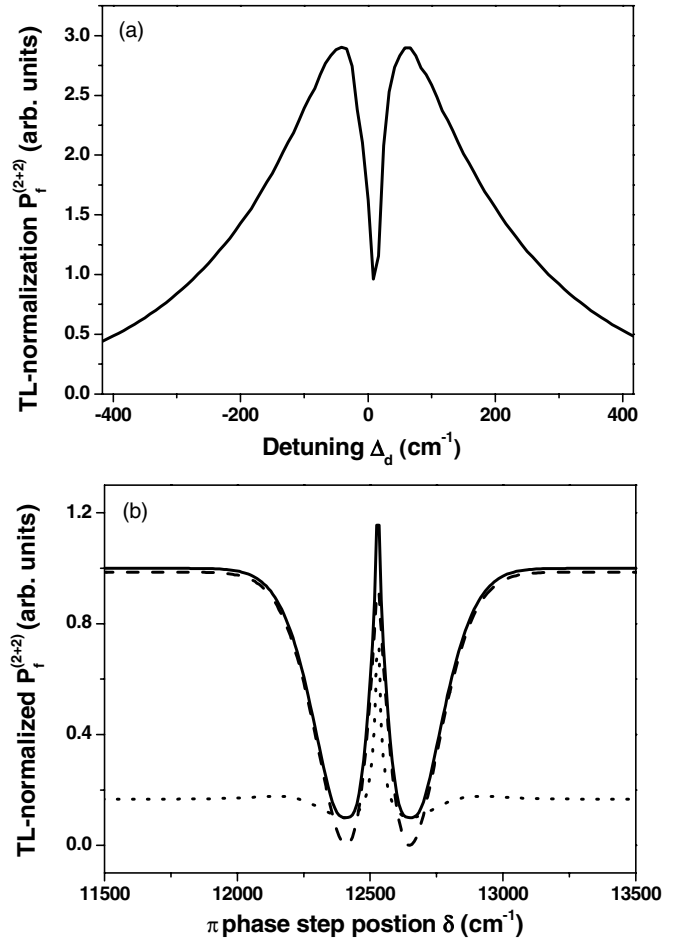 (a)
TL-normalization P_f^(2+2) (arb. units)
3.0
2.5
2.0
1.5
1.0
0.5
0.0
-400 -200 0 200 400
Detuning Δ_d (cm^-1)
(b)
TL-normalized P_f^(2+2) (arb. units)
1.2
0.8
0.4
0.0
11500 12000 12500 13000 13500
π phase step postion δ (cm^-1)